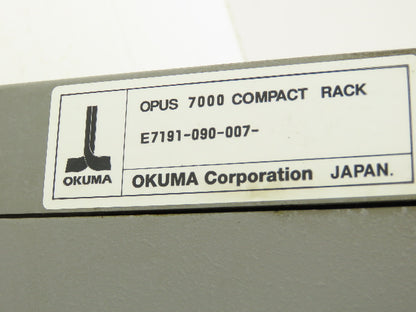 OPUS 7000 COMPACT RACK
E7191-090-007-
OKUMA
OKUMA Corporation JAPAN.